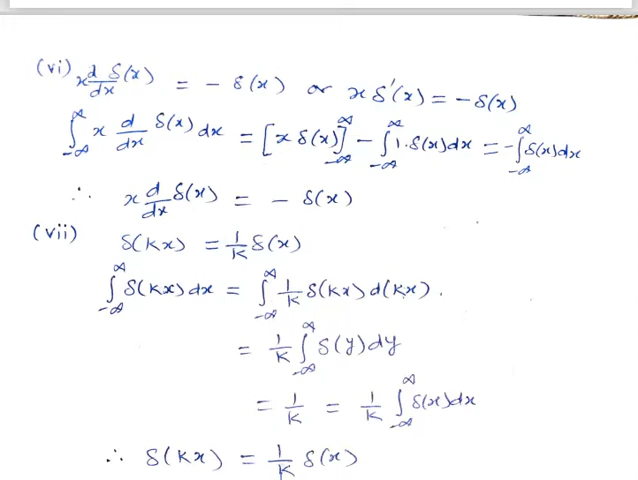 (vi) x d/dx δ(x) = - δ(x) or x δ'(x) = -δ(x)
∫_{-∞}^{∞} x d/dx δ(x) dx = [x δ(x)]_{-∞}^{∞} - ∫_{-∞}^{∞} 1·δ(x)dx = -∫_{-∞}^{∞} δ(x)dx
∴ x d/dx δ(x) = - δ(x)
(vii) δ(Kx) = 1/K δ(x)
∫_{-∞}^{∞} δ(Kx)dx = ∫_{-∞}^{∞} 1/K δ(Kx) d(Kx).
= 1/K ∫_{-∞}^{∞} δ(y)dy
= 1/K = 1/K ∫_{-∞}^{∞} δ(x)dx
∴ δ(Kx) = 1/K δ(x)